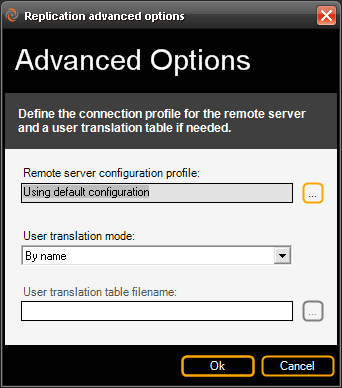 Replication advanced options
Advanced Options
Define the connection profile for the remote server
and a user translation table if needed.
Remote server configuration profile:
Using default configuration
...
User translation mode:
By name
User translation table filename:
...
Ok
Cancel